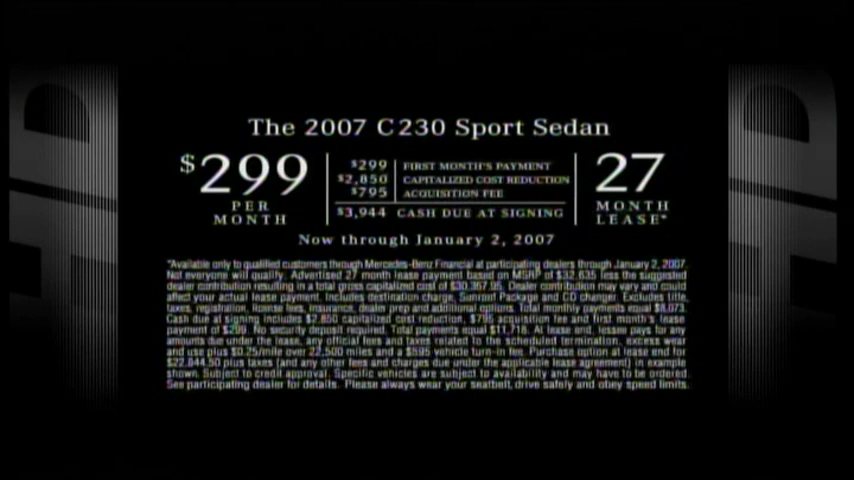 The 2007 C230 Sport Sedan
$299
PER
MONTH
$299 FIRST MONTH'S PAYMENT
$2,850 CAPITALIZED COST REDUCTION
$795 ACQUISITION FEE
$3,944 CASH DUE AT SIGNING
27
MONTH
LEASE*
Now through January 2, 2007
*Available only to qualified customers through Mercedes-Benz Financial at participating dealers through January 2, 2007.
Not everyone will qualify. Advertised 27 month lease payment based on MSRP of $32,635 less the suggested
dealer contribution resulting in a total gross capitalized cost of $30,367.95. Dealer contribution may vary and could
affect your actual lease payment. Includes destination charge, Sunroof Package and CD changer. Excludes title,
taxes, registration, license fees, insurance, dealer prep and additional options. Total monthly payments equal $8,073.
Cash due at signing includes $2,850 capitalized cost reduction, $795 acquisition fee and first month's lease
payment of $299. No security deposit required. Total payments equal $11,718. At lease end, lessee pays for any
amounts due under the lease, any official fees and taxes related to the scheduled termination, excess wear
and use plus $0.25/mile over 22,500 miles and a $595 vehicle turn-in fee. Purchase option at lease end for
$22,844.50 plus taxes (and any other fees and charges due under the applicable lease agreement) in example
shown. Subject to credit approval. Specific vehicles are subject to availability and may have to be ordered.
See participating dealer for details. Please always wear your seatbelt, drive safely and obey speed limits.